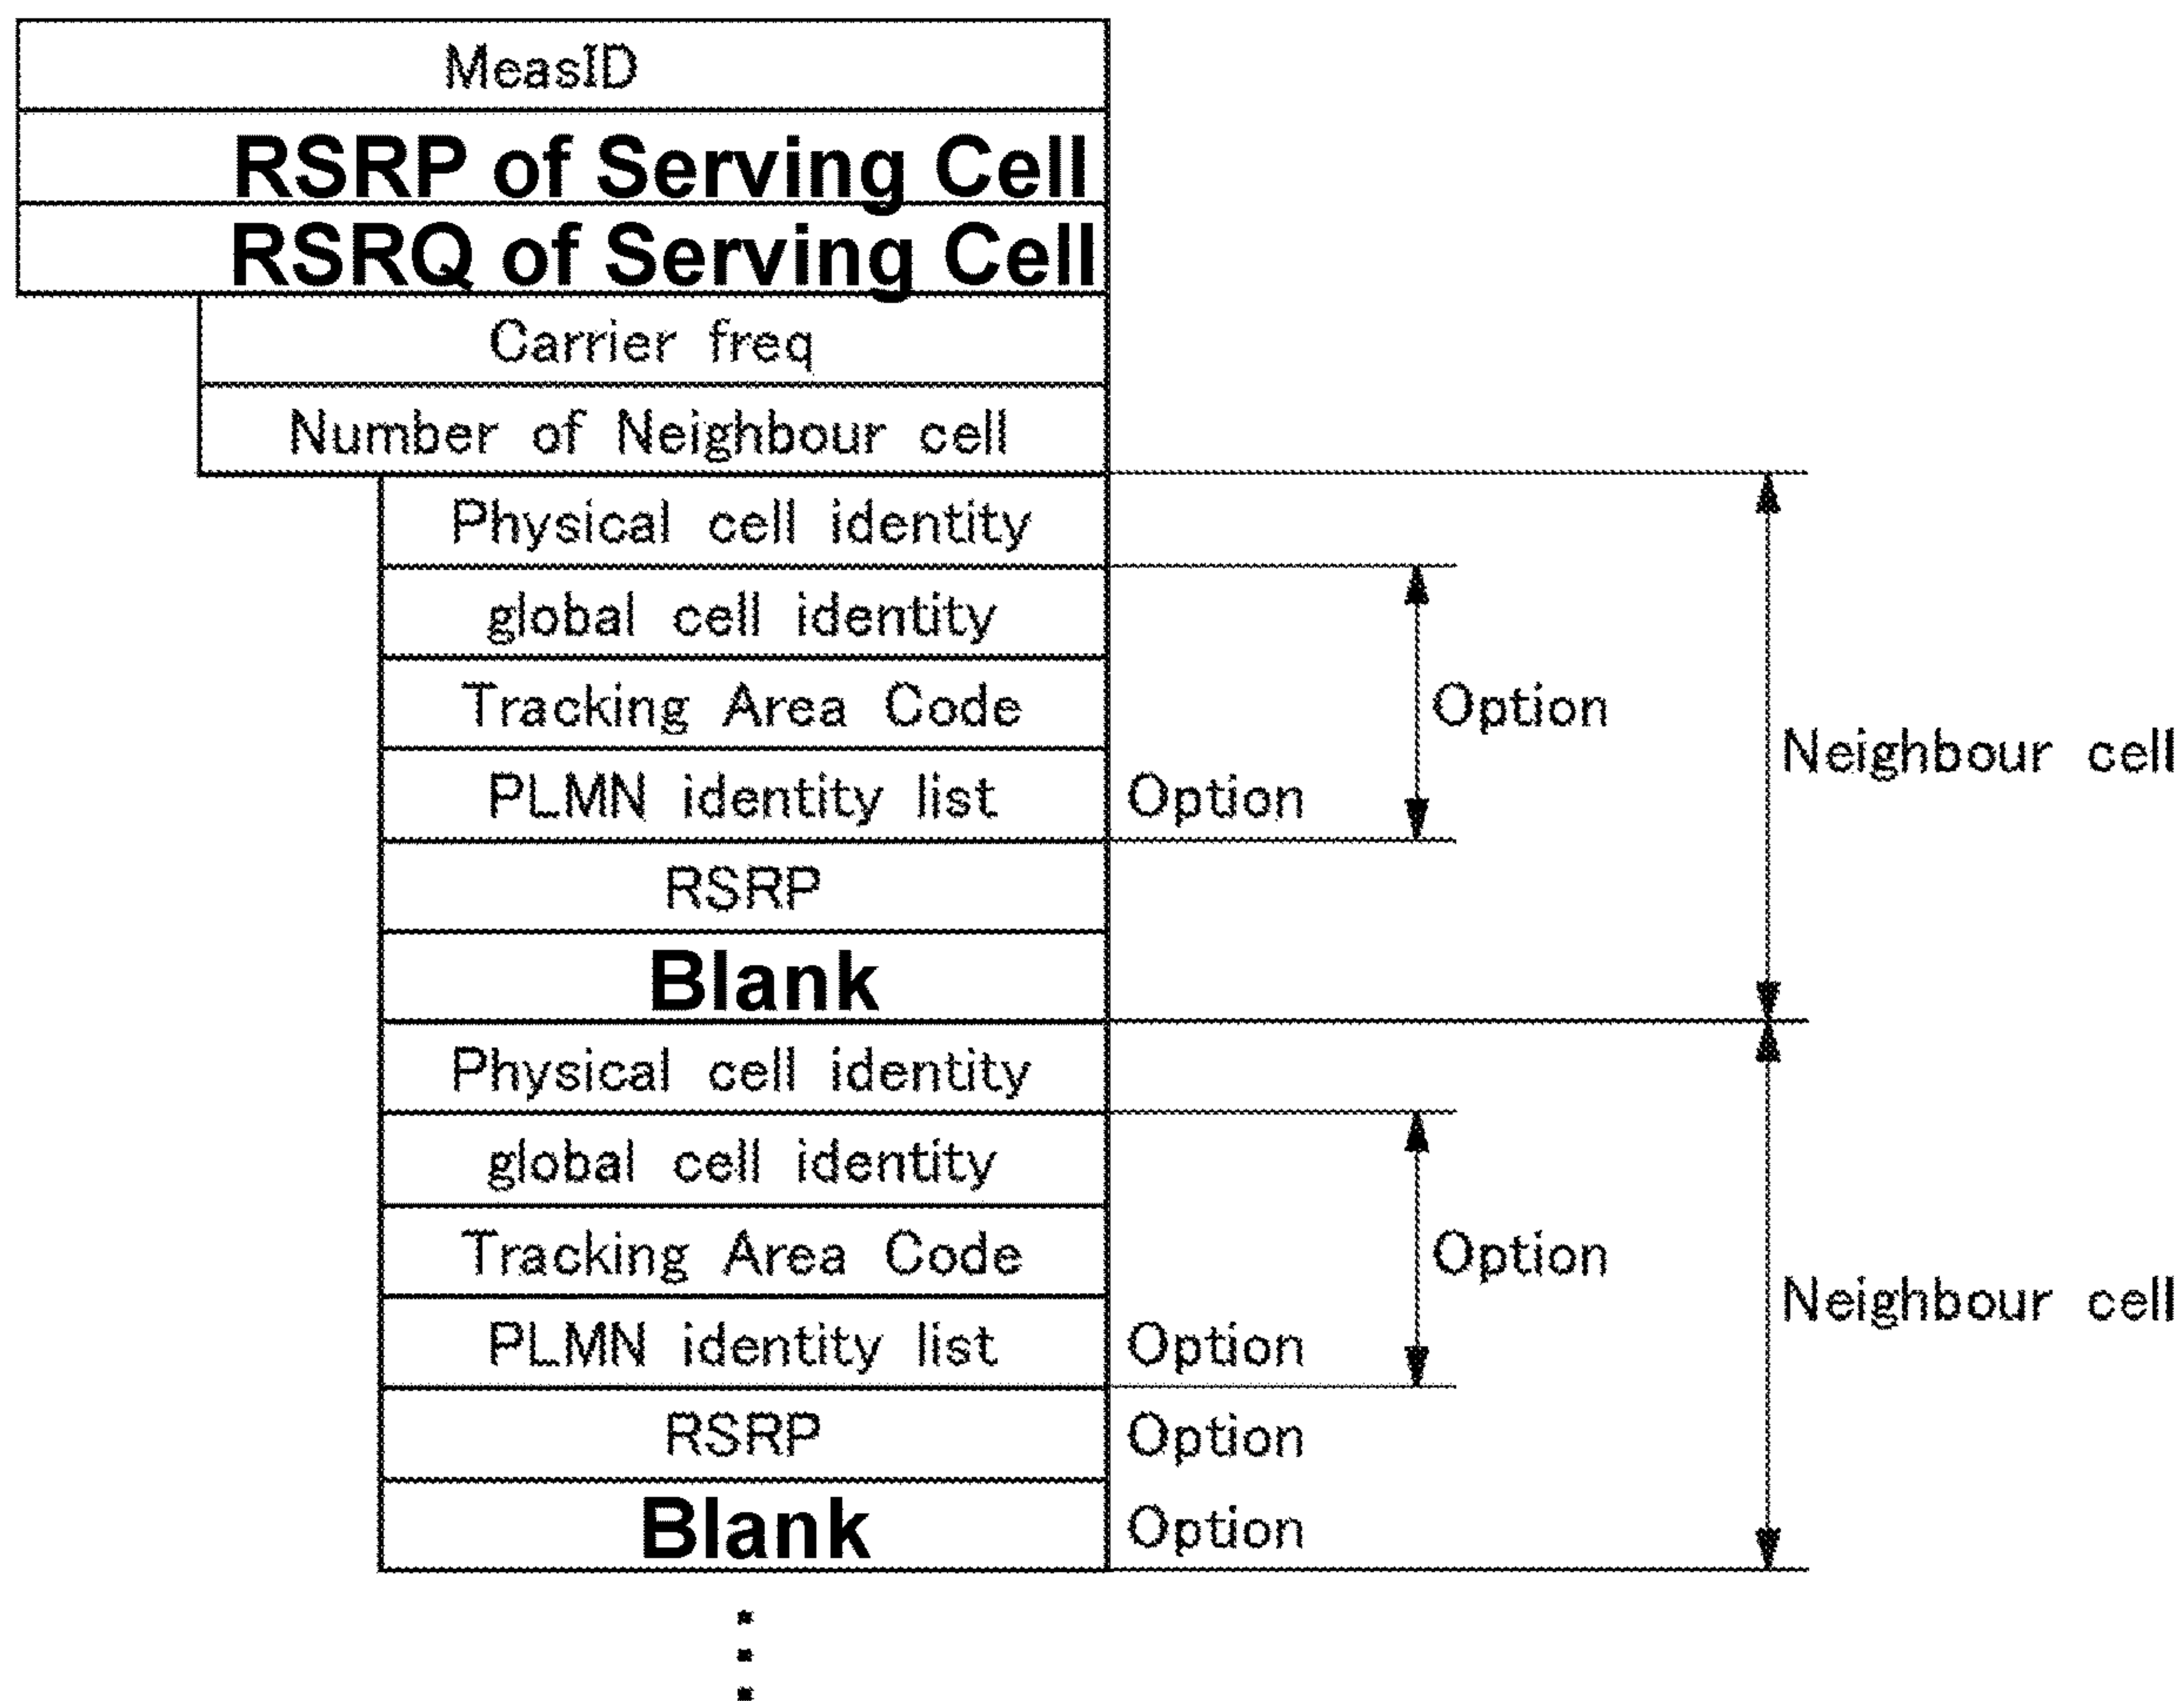 MeasID
RSRP of Serving Cell
RSRQ of Serving Cell
Carrier freq
Number of Neighbour cell
Physical cell identity
global cell identity
Tracking Area Code
Option
Neighbour cell
PLMN identity list
Option
RSRP
Blank
Physical cell identity
global cell identity
Tracking Area Code
Option
Neighbour cell
PLMN identity list
Option
RSRP
Option
Blank
Option